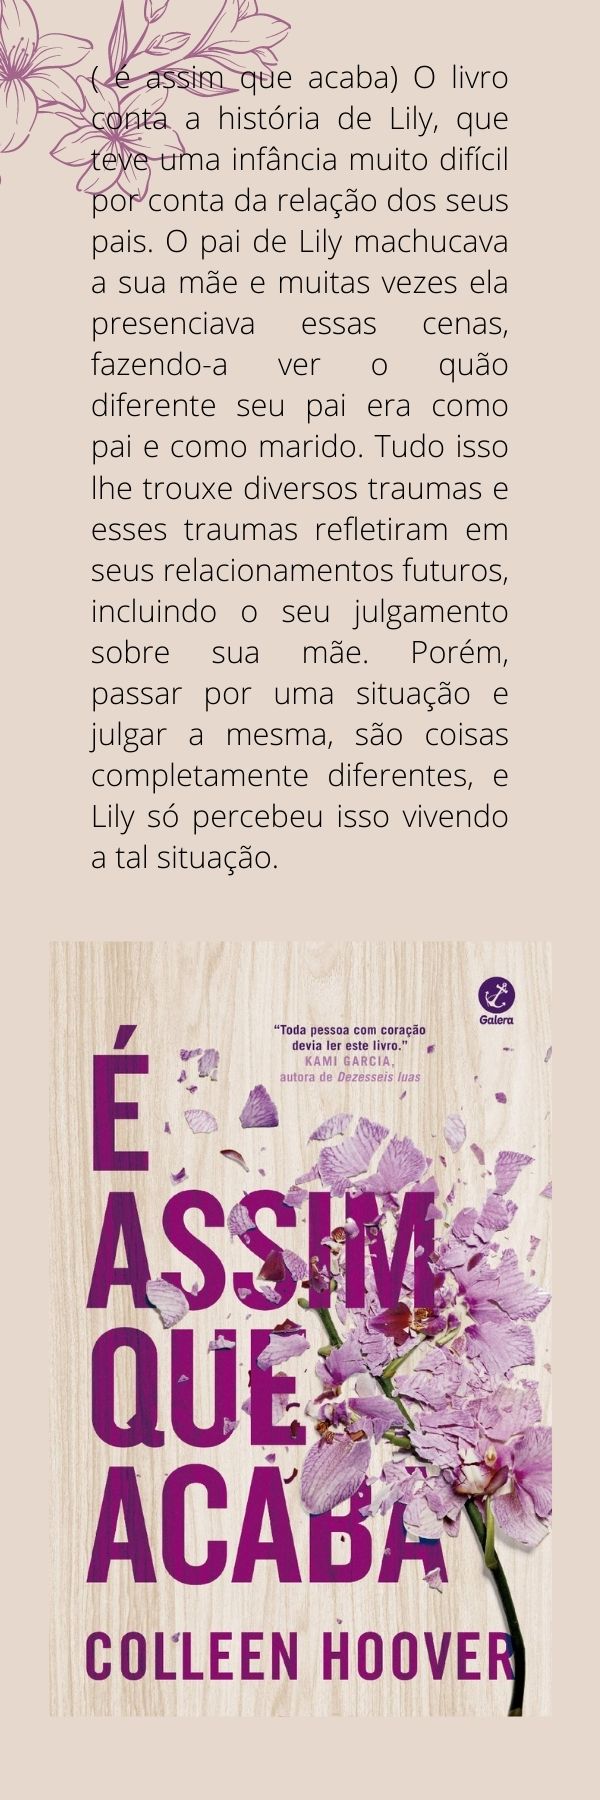 ( é assim que acaba) O livro
conta a história de Lily, que
teve uma infância muito difícil
por conta da relação dos seus
pais. O pai de Lily machucava
a sua mãe e muitas vezes ela
presenciava essas cenas,
fazendo-a ver o quão
diferente seu pai era como
pai e como marido. Tudo isso
lhe trouxe diversos traumas e
esses traumas refletiram em
seus relacionamentos futuros,
incluindo o seu julgamento
sobre sua mãe. Porém,
passar por uma situação e
julgar a mesma, são coisas
completamente diferentes, e
Lily só percebeu isso vivendo
a tal situação.
Galera
“Toda pessoa com coração
devia ler este livro.”
KAMI GARCIA,
autora de Dezesseis luas
É
ASSIM
QUE
ACABA
COLLEEN HOOVER